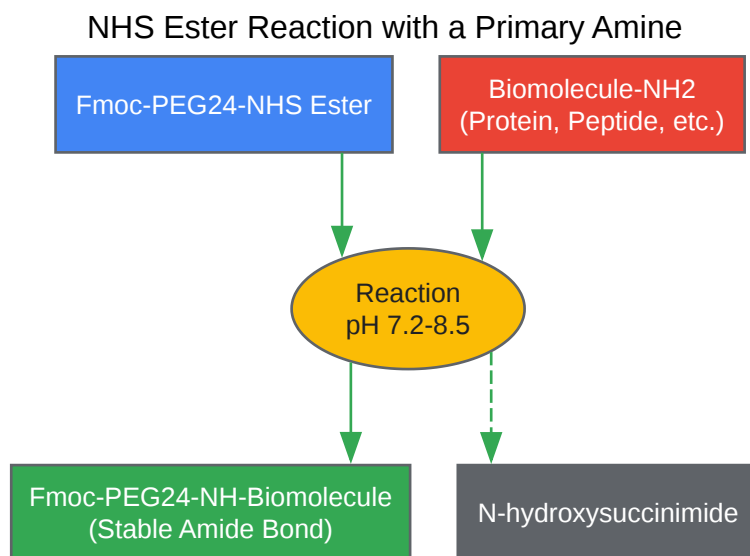 NHS Ester Reaction with a Primary Amine
Fmoc-PEG24-NHS Ester
Biomolecule-NH2
(Protein, Peptide, etc.)
Reaction
pH 7.2-8.5
Fmoc-PEG24-NH-Biomolecule
(Stable Amide Bond)
N-hydroxysuccinimide